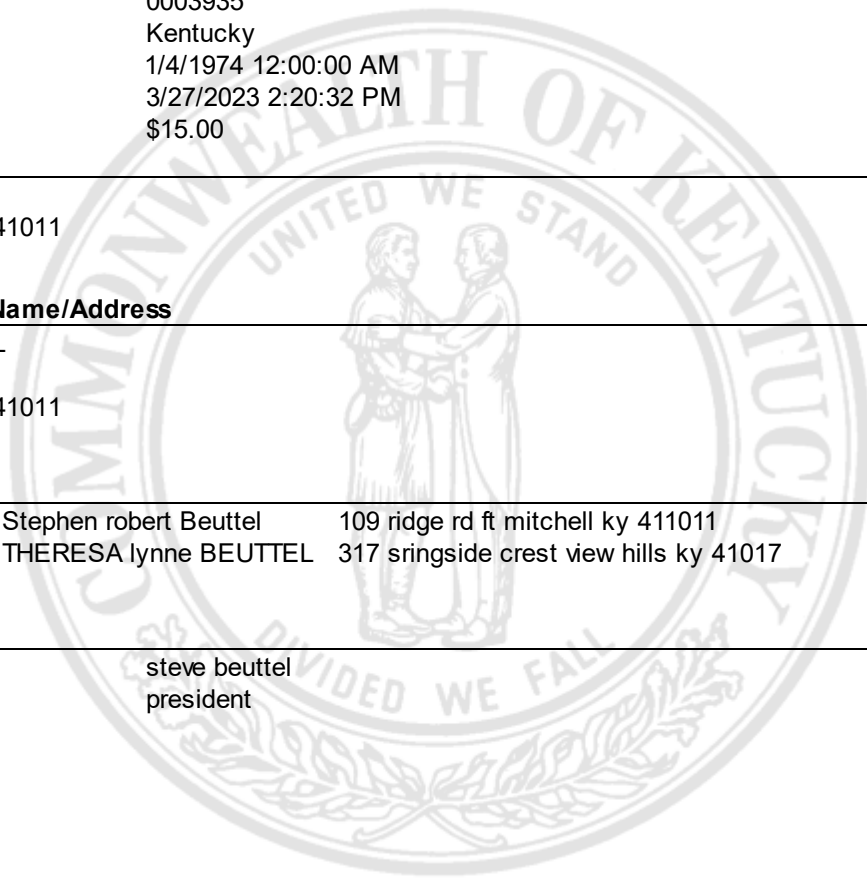 0003935
Kentucky
1/4/1974 12:00:00 AM
3/27/2023 2:20:32 PM
$15.00
COMMONWEALTH OF KENTUCKY
UNITED WE STAND
41011
Name/Address
41011
Stephen robert Beuttel 109 ridge rd ft mitchell ky 411011
THERESA lynne BEUTTEL 317 sringside crest view hills ky 41017
DIVIDED WE FALL
steve beuttel
president